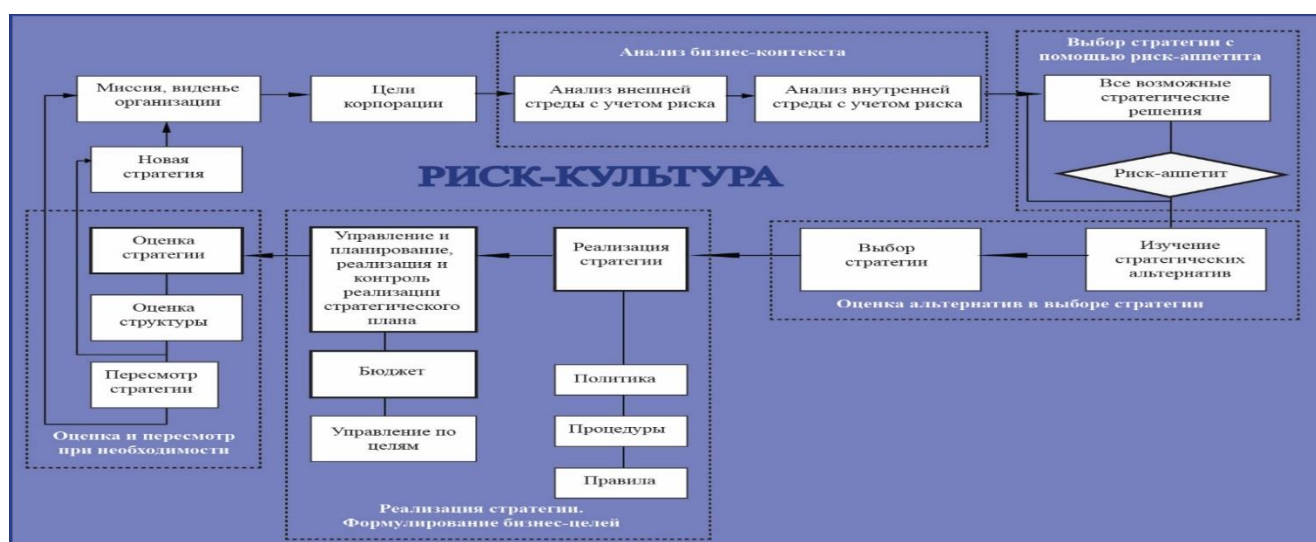 Анализ бизнес-контекста
Выбор стратегии с
помощью риск-аппетита
Миссия, виденье
организации
Цели
корпорации
Анализ внешней
стреды с учетом риска
Анализ внутренней
стреды с учетом риска
Все возможные
стратегические
решения
Новая
стратегия
РИСК-КУЛЬТУРА
Риск-аппетит
Оценка
стратегии
Управление и
планирование,
реализация и
контроль
реализации
стратегического
плана
Реализация
стратегии
Выбор
стратегии
Изучение
стратегических
альтернатив
Оценка альтернатив в выборе стратегии
Оценка
структуры
Пересмотр
стратегии
Бюджет
Политика
Управление по
целям
Процедуры
Правила
Оценка и пересмотр
при необходимости
Реализация стратегии.
Формулирование бизнес-целей